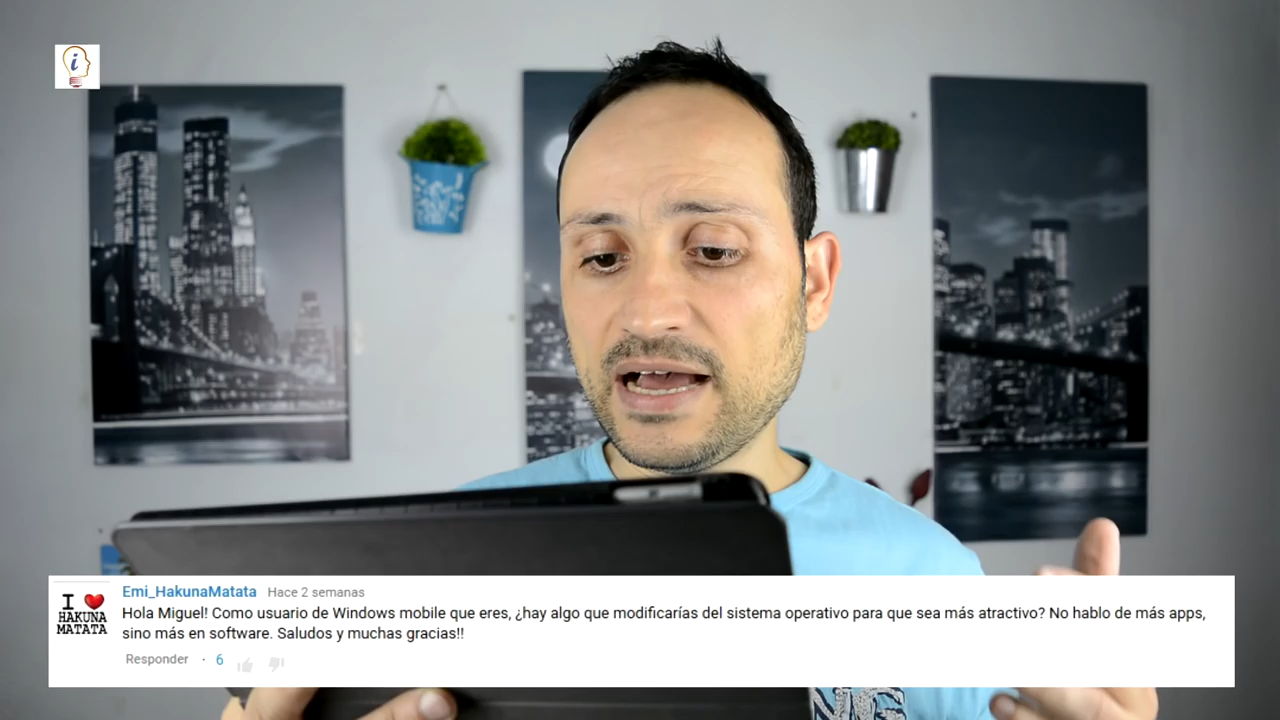 i
Emi_HakunaMatata Hace 2 semanas
I ❤ HAKUNA MATATA
Hola Miguel! Como usuario de Windows mobile que eres, ¿hay algo que modificarías del sistema operativo para que sea más atractivo? No hablo de más apps,
sino más en software. Saludos y muchas gracias!!
Responder · 6